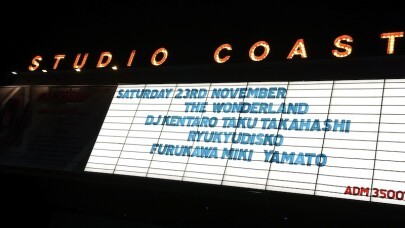 STUDIO COAST
SATURDAY 23RD NOVEMBER
THE WONDERLAND
DJ KENTARO TAKU TAKAHASHI
RYUKYUDISKO
FURUKAWA MIKI YAMATO
ADM 3500